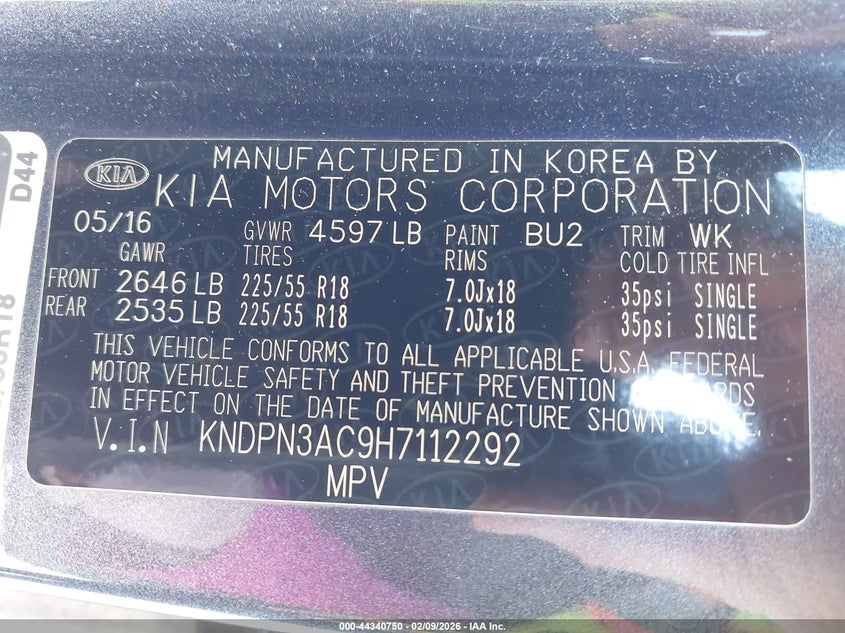 KIA
MANUFACTURED IN KOREA BY
KIA MOTORS CORPORATION
05/16 GVWR 4597 LB PAINT BU2 TRIM WK
GAWR TIRES RIMS COLD TIRE INFL
FRONT 2646 LB 225/55 R18 7.0Jx18 35psi SINGLE
REAR 2535 LB 225/55 R18 7.0Jx18 35psi SINGLE
THIS VEHICLE CONFORMS TO ALL APPLICABLE U.S.A. FEDERAL
MOTOR VEHICLE SAFETY AND THEFT PREVENTION STANDARDS
IN EFFECT ON THE DATE OF MANUFACTURE SHOWN ABOVE.
V.I.N KNDPN3AC9H7112292
MPV
D44
000-44340750 - 02/09/2026 - IAA Inc.